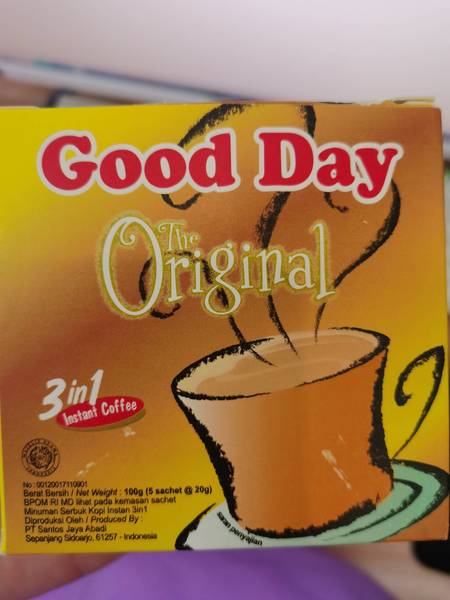 Good Day
The
Original
3in1
Instant Coffee
No : 00120017110901
Berat Bersih / Net Weight : 100g (5 sachet @ 20g)
BPOM RI MD lihat pada kemasan sachet
Minuman Serbuk Kopi Instan 3in1
Diproduksi Oleh / Produced By :
PT Santos Jaya Abadi
Sepanjang Sidoarjo, 61257 - Indonesia
saran penyajian